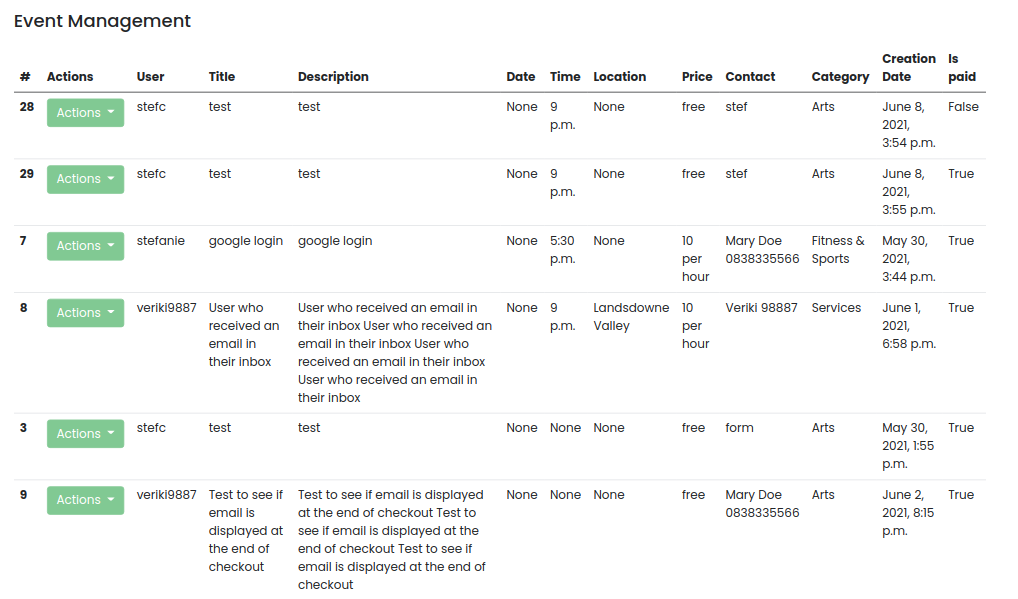 Event Management
# Actions User Title Description Date Time Location Price Contact Category Creation Date Is paid
28 Actions stefc test test None 9 p.m. None free stef Arts June 8, 2021, 3:54 p.m. False
29 Actions stefc test test None 9 p.m. None free stef Arts June 8, 2021, 3:55 p.m. True
7 Actions stefanie google login google login None 5:30 p.m. None 10 per hour Mary Doe 0838335566 Fitness & Sports May 30, 2021, 3:44 p.m. True
8 Actions veriki9887 User who received an email in their inbox User who received an email in their inbox User who received an email in their inbox User who received an email in their inbox User who received an email in their inbox None 9 p.m. Landsdowne Valley 10 per hour Veriki 98887 Services June 1, 2021, 6:58 p.m. True
3 Actions stefc test test None None None free form Arts May 30, 2021, 1:55 p.m. True
9 Actions veriki9887 Test to see if email is displayed at the end of checkout Test to see if email is displayed at the end of checkout Test to see if email is displayed at the end of checkout Test to see if email is displayed at the end of checkout None None None free Mary Doe 0838335566 Arts June 2, 2021, 8:15 p.m. True